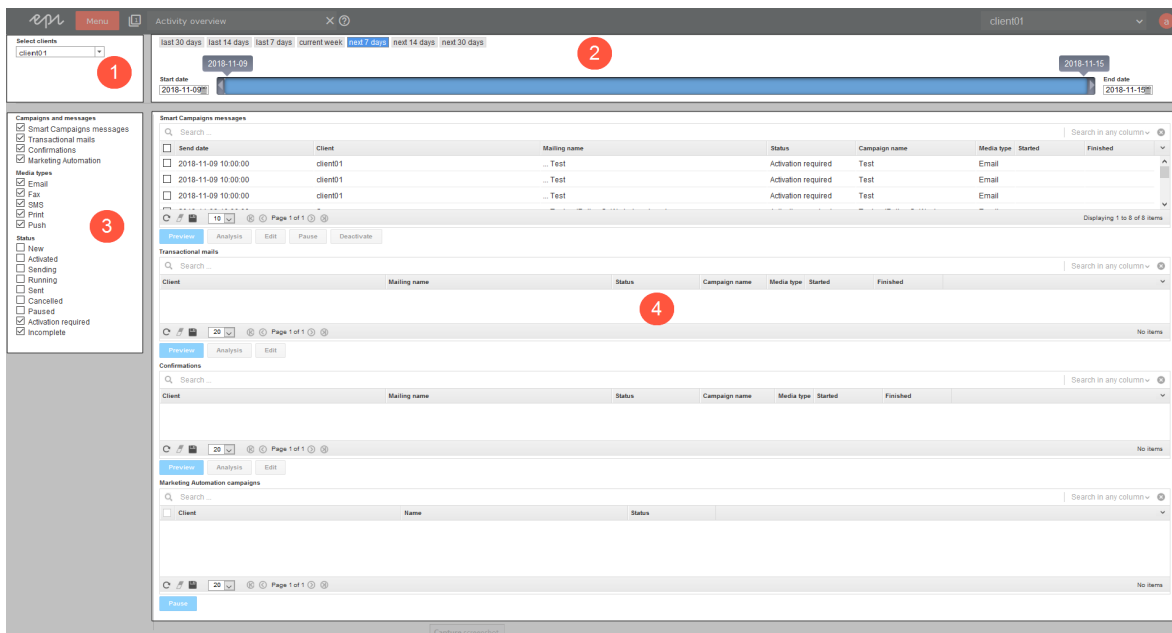 epi Menu 1 Activity overview client01 a
Select clients
client01
1
last 30 days last 14 days last 7 days current week next 7 days next 14 days next 30 days
2
2018-11-09 2018-11-15
Start date End date
2018-11-09 2018-11-15
Campaigns and messages
Smart Campaigns messages
Transactional mails
Confirmations
Marketing Automation
Media types
Email
Fax
SMS
Print
Push
3
Status
New
Activated
Sending
Running
Sent
Cancelled
Paused
Activation required
Incomplete
Smart Campaigns messages
Search ... Search in any column
Send date Client Mailing name Status Campaign name Media type Started Finished
2018-11-09 10:00:00 client01 ... Test Activation required Test Email
2018-11-09 10:00:00 client01 ... Test Activation required Test Email
2018-11-09 10:00:00 client01 ... Test Activation required Test Email
10 Page 1 of 1 Displaying 1 to 8 of 8 items
Preview Analysis Edit Pause Deactivate
Transactional mails
Search ... Search in any column
Client Mailing name Status Campaign name Media type Started Finished
4
20 Page 1 of 1 No items
Preview Analysis Edit
Confirmations
Search ... Search in any column
Client Mailing name Status Campaign name Media type Started Finished
20 Page 1 of 1 No items
Preview Analysis Edit
Marketing Automation campaigns
Search ... Search in any column
Client Name Status
20 Page 1 of 1 No items
Pause